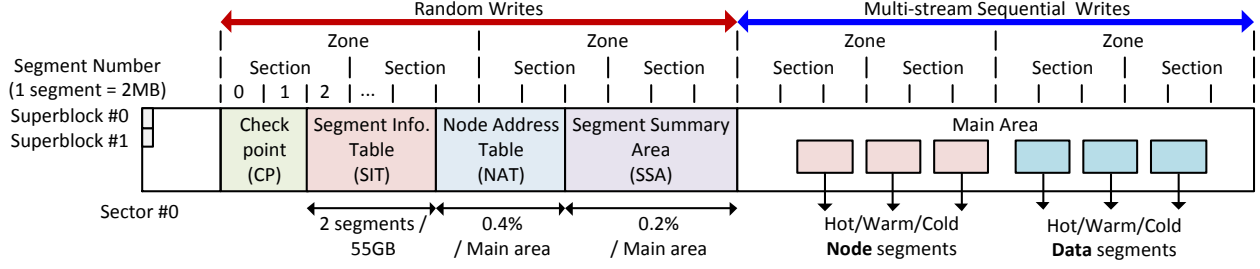 Random Writes
Multi-stream Sequential Writes
Zone
Zone
Zone
Zone
Segment Number
(1 segment = 2MB)
Section
Section
Section
Section
Section
Section
Section
Section
0
1
2
...
Superblock #0
Superblock #1
Check
point
(CP)
Segment Info.
Table
(SIT)
Node Address
Table
(NAT)
Segment Summary
Area
(SSA)
Main Area
Sector #0
2 segments /
55GB
0.4%
/ Main area
0.2%
/ Main area
Hot/Warm/Cold
Node segments
Hot/Warm/Cold
Data segments